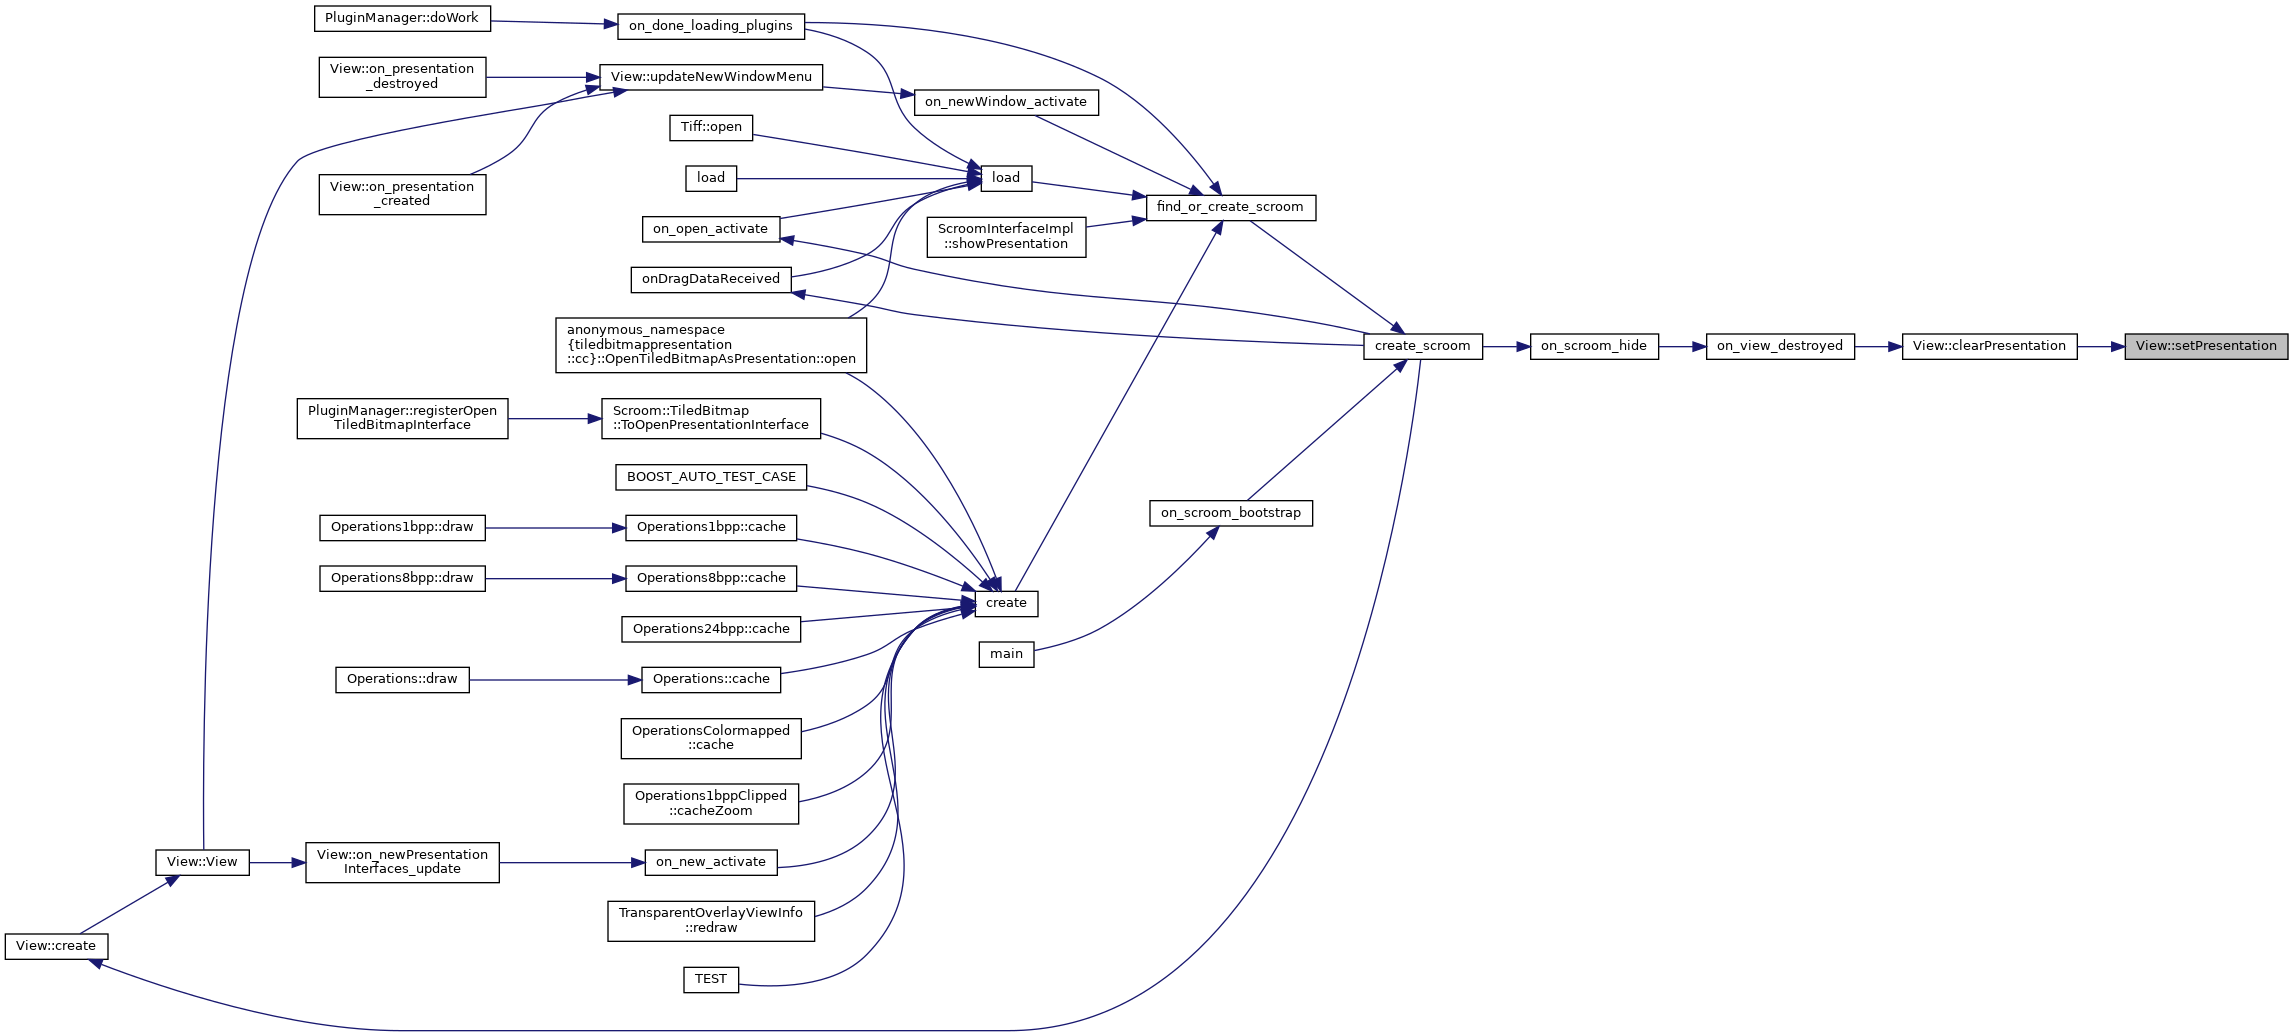 PluginManager::doWork
on_done_loading_plugins
View::on_presentation
_destroyed
View::updateNewWindowMenu
on_newWindow_activate
Tiff::open
load
load
View::on_presentation
_created
find_or_create_scroom
on_open_activate
ScroomInterfaceImpl
::showPresentation
onDragDataReceived
anonymous_namespace
{tiledbitmappresentation
::cc}::OpenTiledBitmapAsPresentation::open
create_scroom
on_scroom_hide
on_view_destroyed
View::clearPresentation
View::setPresentation
PluginManager::registerOpen
TiledBitmapInterface
Scroom::TiledBitmap
::ToOpenPresentationInterface
BOOST_AUTO_TEST_CASE
on_scroom_bootstrap
Operations1bpp::draw
Operations1bpp::cache
Operations8bpp::draw
Operations8bpp::cache
create
Operations24bpp::cache
main
Operations::draw
Operations::cache
OperationsColormapped
::cache
Operations1bppClipped
::cacheZoom
View::View
View::on_newPresentation
Interfaces_update
on_new_activate
TransparentOverlayViewInfo
::redraw
View::create
TEST